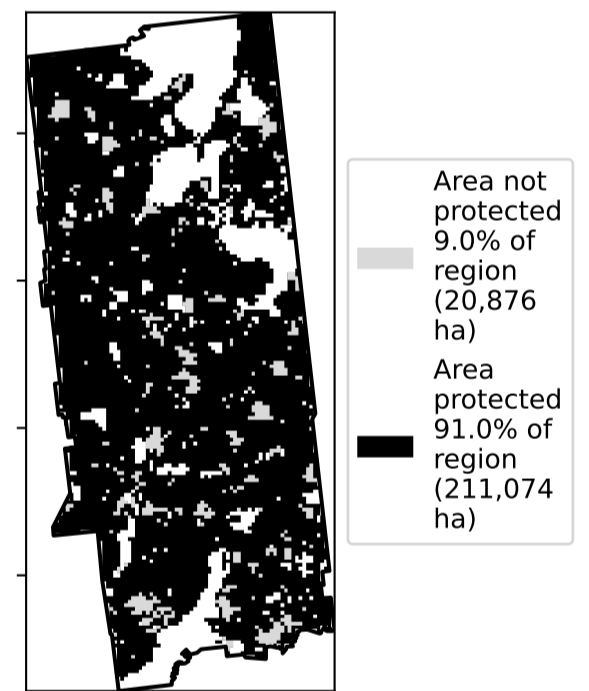 Area not
protected
9.0% of
region
(20,876
ha)
Area
protected
91.0% of
region
(211,074
ha)